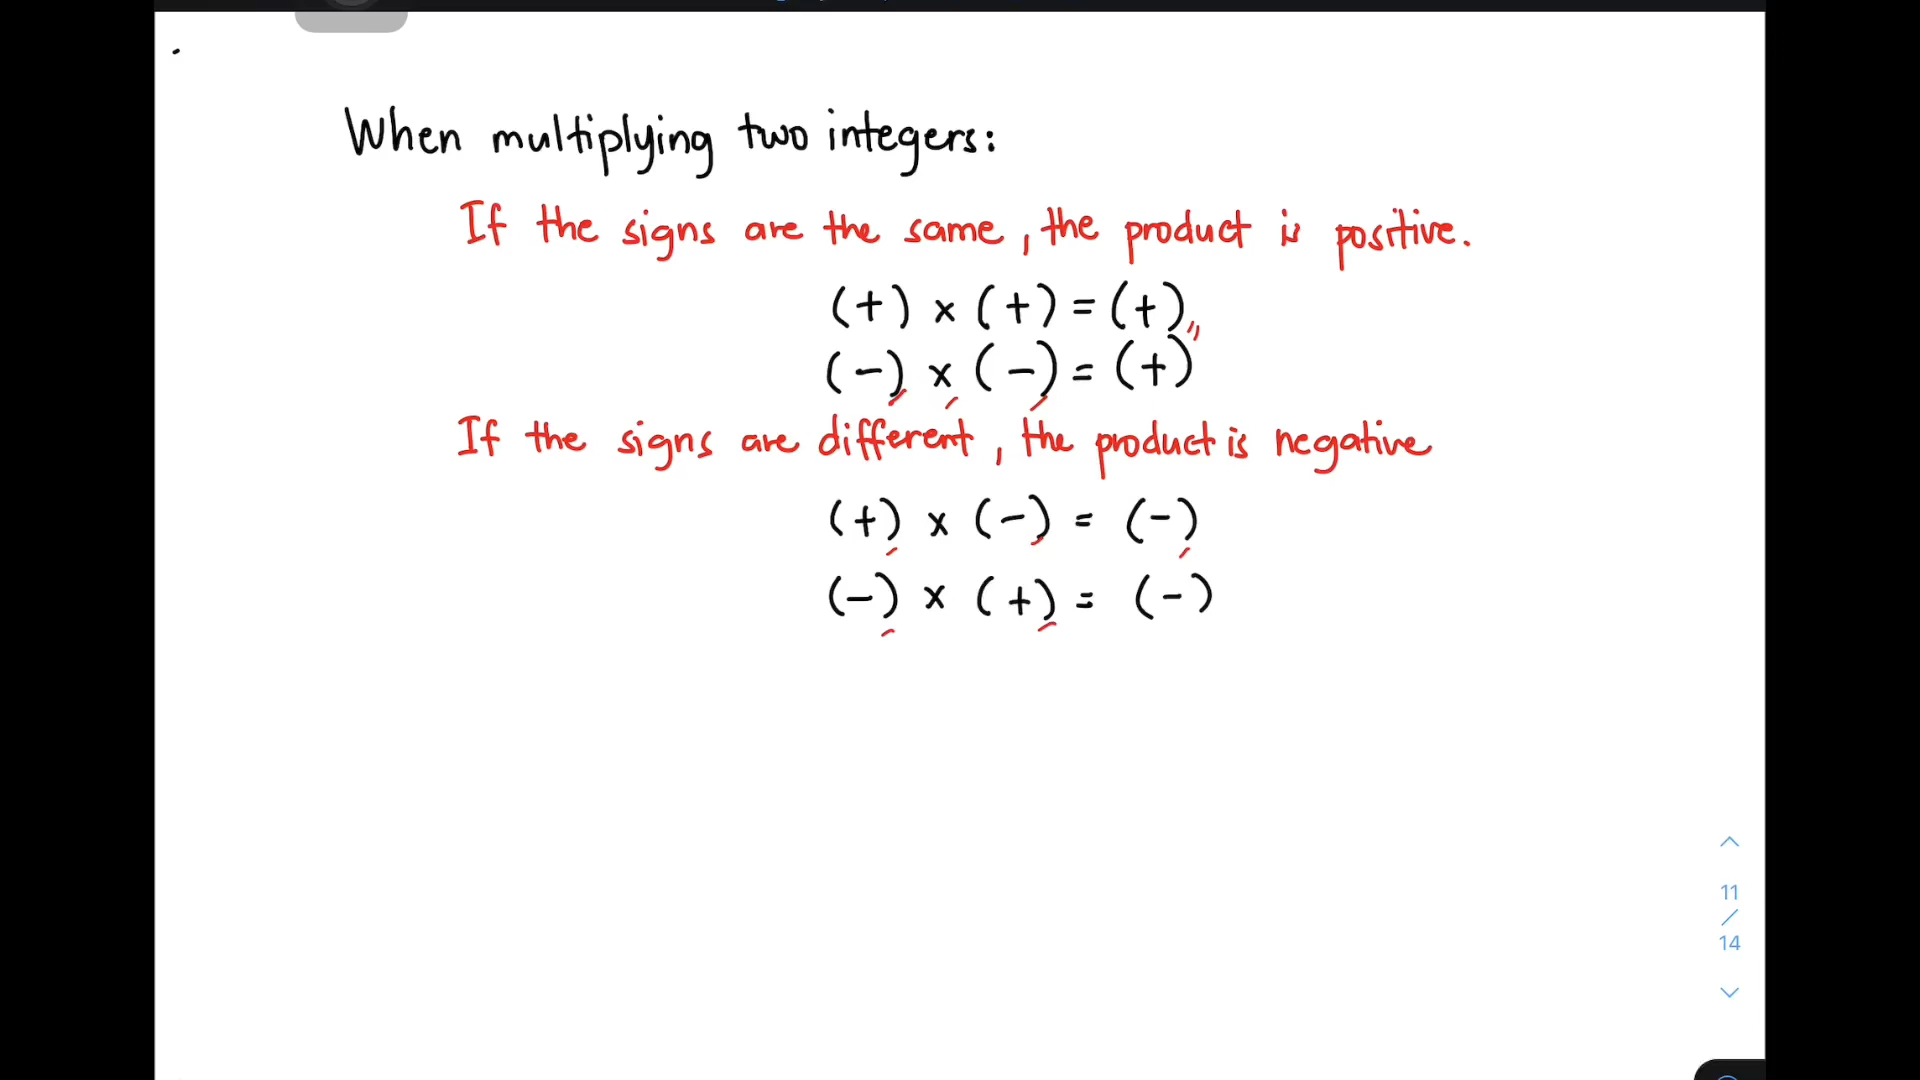 When multiplying two integers:
If the signs are the same, the product is positive.
(+) × (+) = (+)
(-) × (-) = (+)
If the signs are different, the product is negative
(+) × (-) = (-)
(-) × (+) = (-)
11
/
14